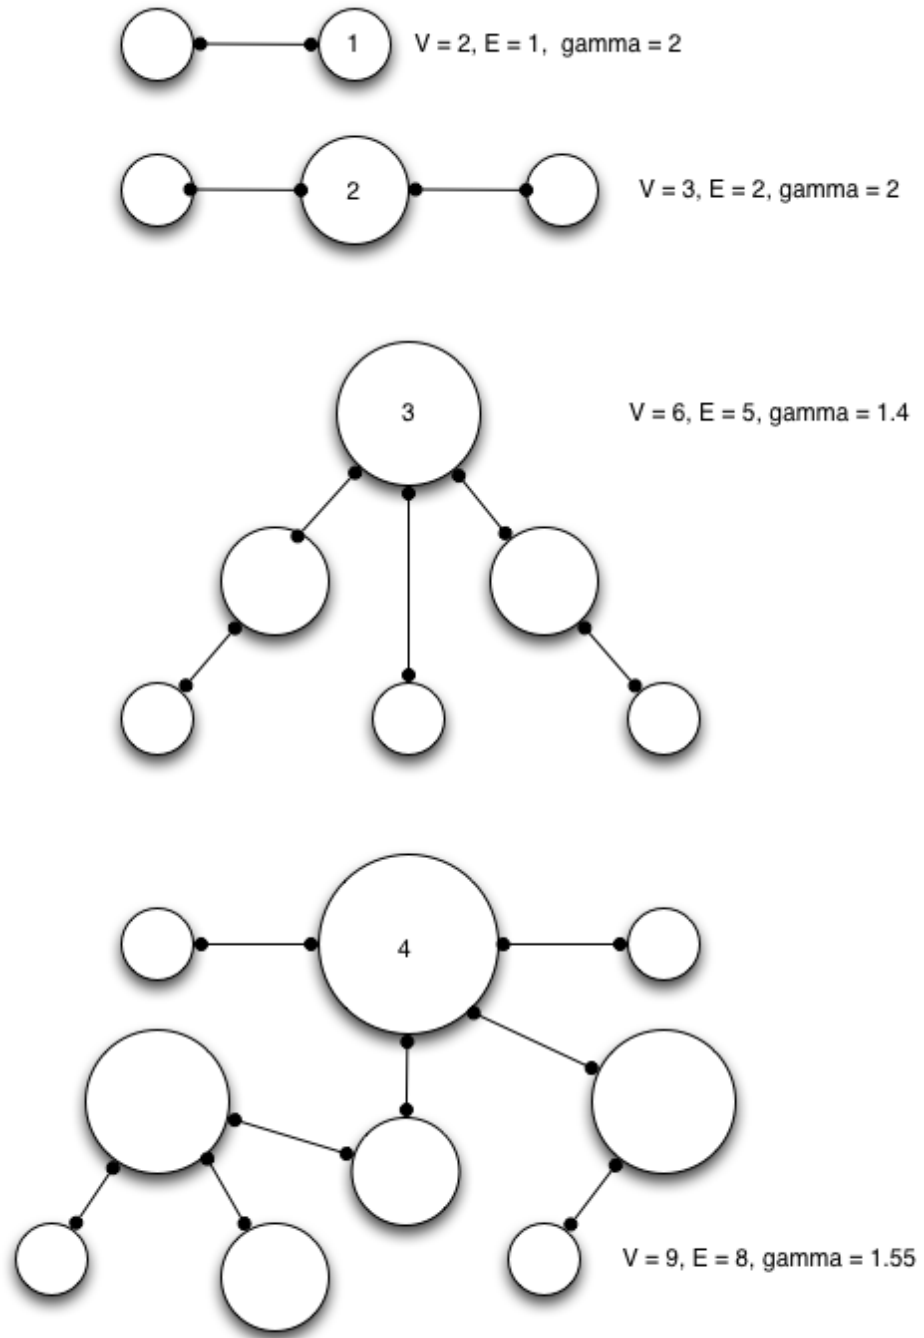 1 V = 2, E = 1, gamma = 2
2 V = 3, E = 2, gamma = 2
3 V = 6, E = 5, gamma = 1.4
4
V = 9, E = 8, gamma = 1.55